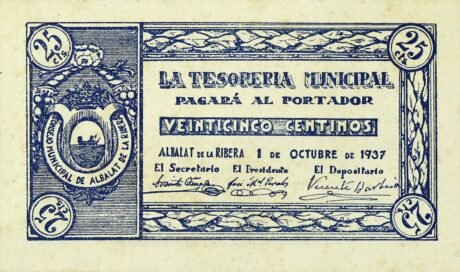 25 cts.
25 cts.
LA TESORERIA MUNICIPAL
PAGARÁ AL PORTADOR
VEINTICINCO CENTIMOS
ALBALAT DE LA RIBERA 1 DE OCTUBRE DE 1937
El Secretario El Presidente El Depositario
CONSEJO MUNICIPAL DE ALBALAT DE LA RIBERA
25 cts.
25 cts.